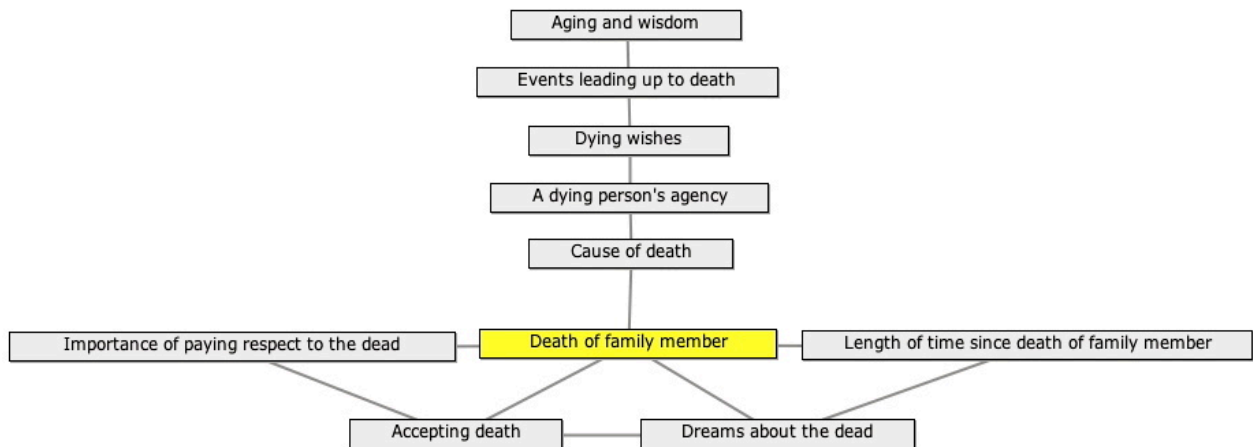 Aging and wisdom
Events leading up to death
Dying wishes
A dying person's agency
Cause of death
Importance of paying respect to the dead
Death of family member
Length of time since death of family member
Accepting death
Dreams about the dead